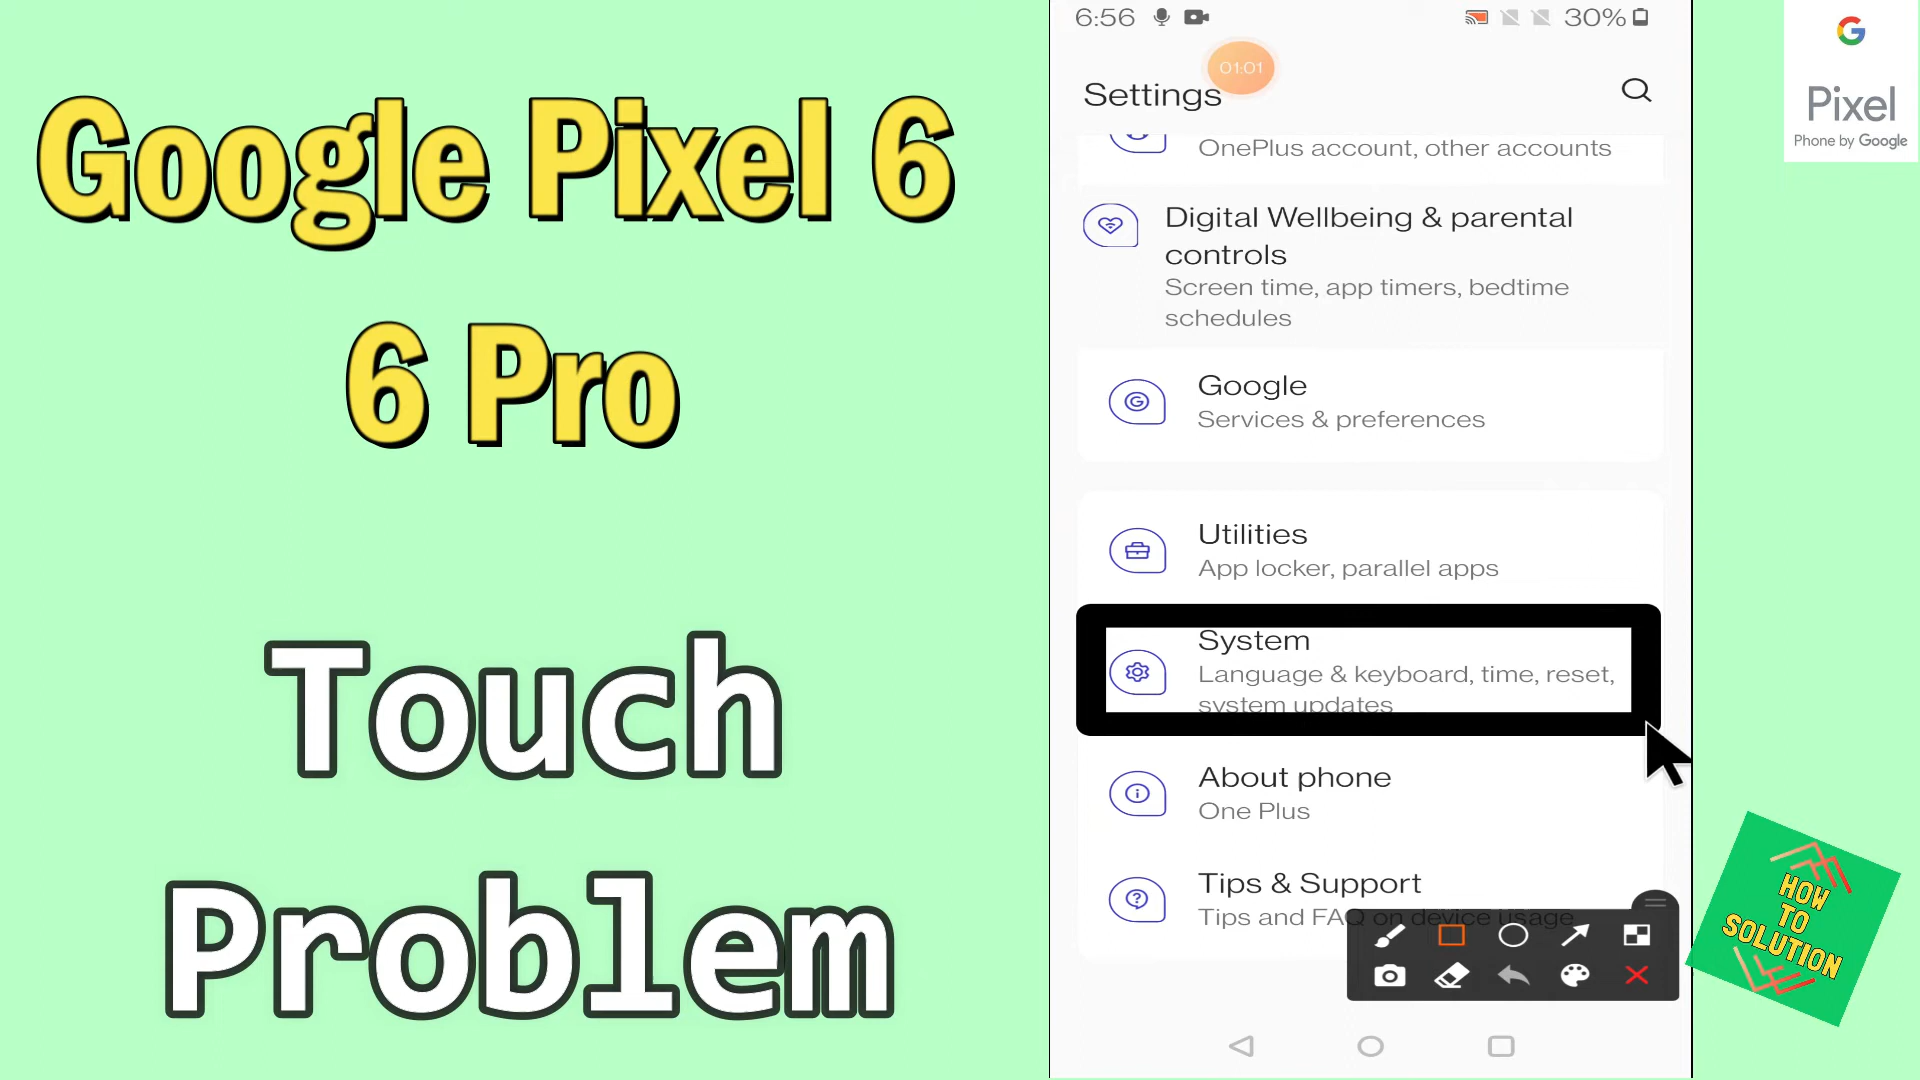 Google Pixel 6
6 Pro
Touch
Problem
6:56
30%
01:01
Settings
OnePlus account, other accounts
Digital Wellbeing & parental
controls
Screen time, app timers, bedtime
schedules
Google
Services & preferences
Utilities
App locker, parallel apps
System
Language & keyboard, time, reset,
system updates
About phone
One Plus
Tips & Support
Tips and FAQ on device usage
G
Pixel
Phone by Google
HOW
TO
SOLUTION